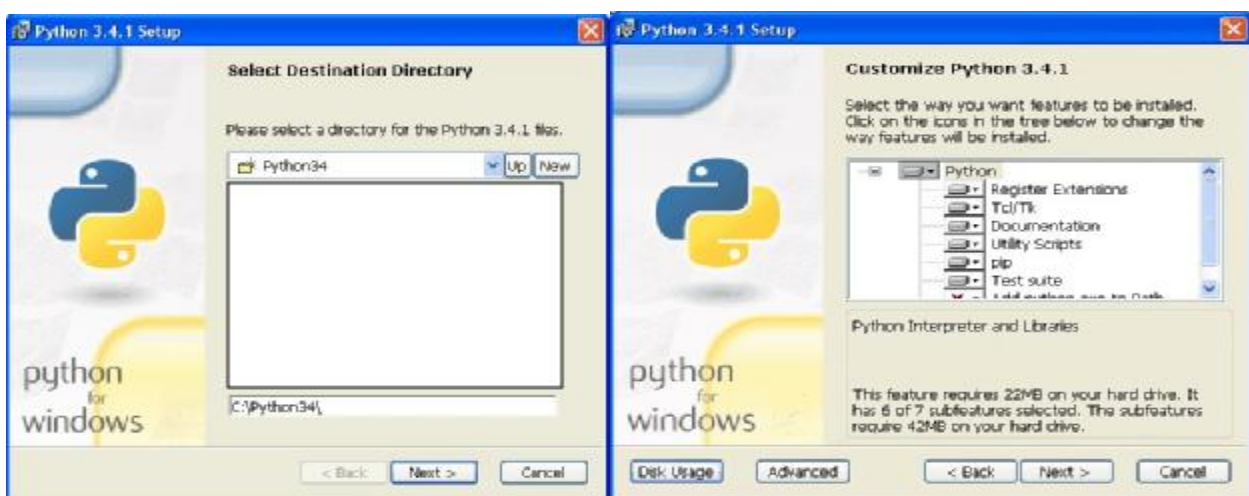 Python 3.4.1 Setup
Select Destination Directory
Please select a directory for the Python 3.4.1 files.
Python34
Up
New
C:\Python34\
python
for
windows
< Back
Next >
Cancel
Python 3.4.1 Setup
Customize Python 3.4.1
Select the way you want features to be installed.
Click on the icons in the tree below to change the
way features will be installed.
Python
Register Extensions
Tcl/Tk
Documentation
Utility Scripts
pip
Test suite
Add python.exe to Path
Python Interpreter and Libraries
This feature requires 22MB on your hard drive. It
has 6 of 7 subfeatures selected. The subfeatures
require 42MB on your hard drive.
python
for
windows
Disk Usage
Advanced
< Back
Next >
Cancel